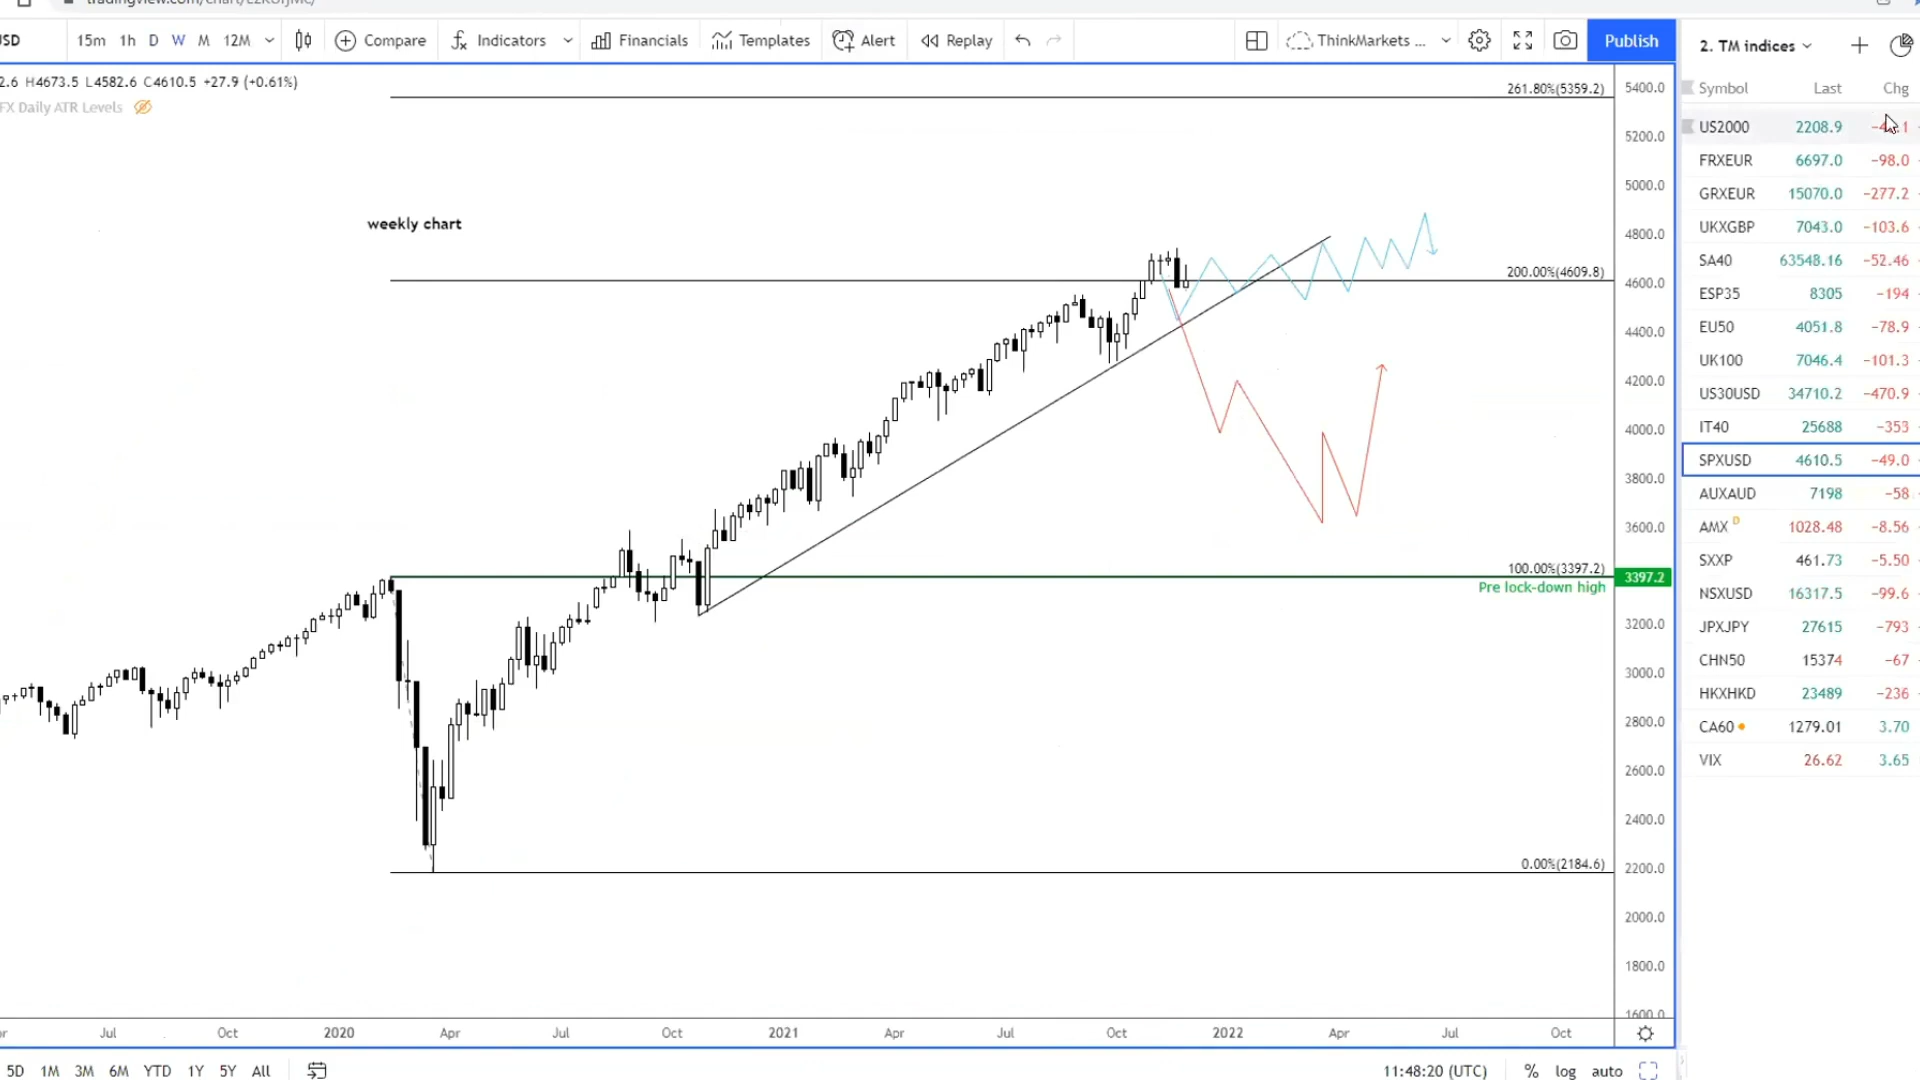 SD 15m 1h D W M 12M Compare Indicators Financials Templates Alert Replay ThinkMarkets ... Publish
2. TM indices
2.6 H4673.5 L4582.6 C4610.5 +27.9 (+0.61%)
FX Daily ATR Levels
weekly chart
261.80%(5359.2)
200.00%(4609.8)
100.00%(3397.2)
Pre lock-down high
0.00%(2184.6)
5400.0
5200.0
5000.0
4800.0
4600.0
4400.0
4200.0
4000.0
3800.0
3600.0
3397.2
3200.0
3000.0
2800.0
2600.0
2400.0
2200.0
2000.0
1800.0
1600.0
Symbol Last Chg
US2000 2208.9
FRXEUR 6697.0 -98.0
GRXEUR 15070.0 -277.2
UKXGBP 7043.0 -103.6
SA40 63548.16 -52.46
ESP35 8305 -194
EU50 4051.8 -78.9
UK100 7046.4 -101.3
US30USD 34710.2 -470.9
IT40 25688 -353
SPXUSD 4610.5 -49.0
AUXAUD 7198 -58
AMX D 1028.48 -8.56
SXXP 461.73 -5.50
NSXUSD 16317.5 -99.6
JPXJPY 27615 -793
CHN50 15374 -67
HKXHKD 23489 -236
CA60 1279.01 3.70
VIX 26.62 3.65
Jul Oct 2020 Apr Jul Oct 2021 Apr Jul Oct 2022 Apr Jul Oct
5D 1M 3M 6M YTD 1Y 5Y All 11:48:20 (UTC) % log auto